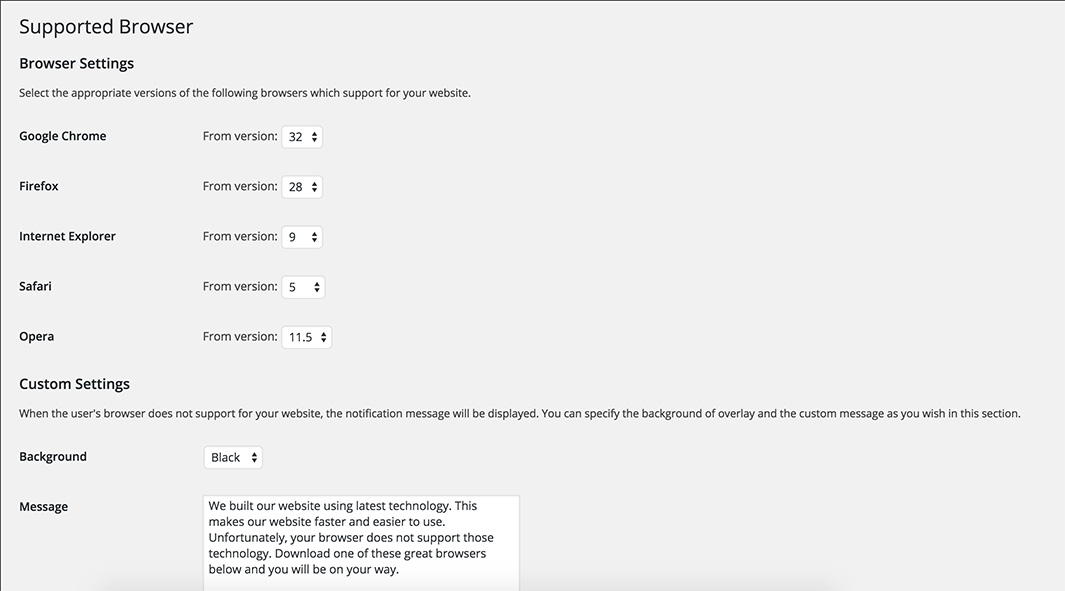 Supported Browser
Browser Settings
Select the appropriate versions of the following browsers which support for your website.
Google Chrome From version: 32
Firefox From version: 28
Internet Explorer From version: 9
Safari From version: 5
Opera From version: 11.5
Custom Settings
When the user's browser does not support for your website, the notification message will be displayed. You can specify the background of overlay and the custom message as you wish in this section.
Background Black
Message
We built our website using latest technology. This
makes our website faster and easier to use.
Unfortunately, your browser does not support those
technology. Download one of these great browsers
below and you will be on your way.